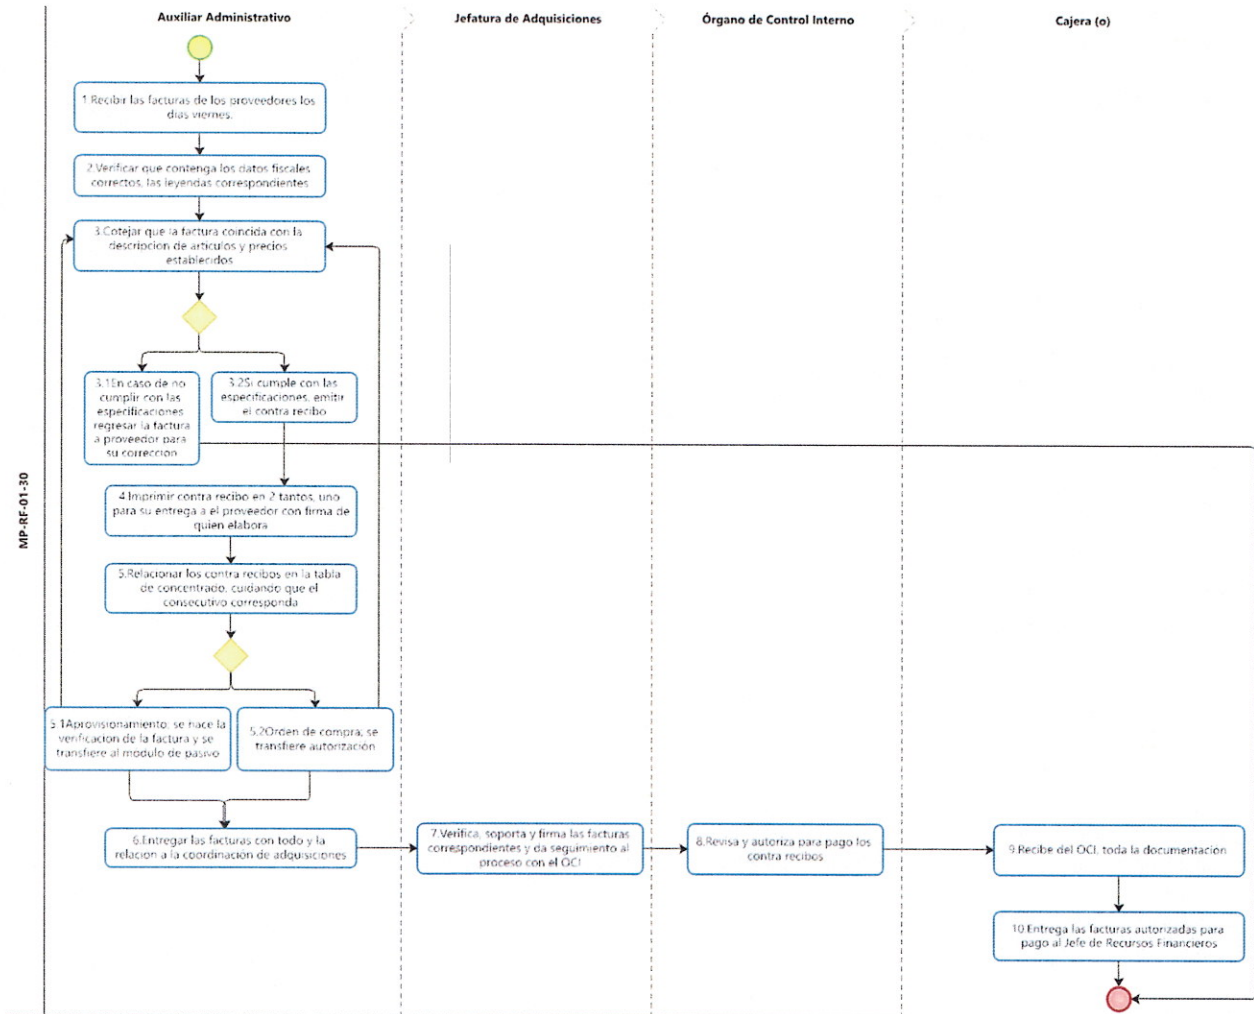 Auxiliar Administrativo
Jefatura de Adquisiciones
Órgano de Control Interno
Cajera (o)
1.Recibir las facturas de los proveedores los
dias viernes.
2.Verificar que contenga los datos fiscales
correctos, las leyendas correspondientes
3.Cotejar que la factura coincida con la
descripcion de articulos y precios
establecidos
3.1En caso de no
cumplir con las
especificaciones
regresar la factura
a proveedor para
su correccion
3.2Si cumple con las
especificaciones, emitir
el contra recibo
4.Imprimir contra recibo en 2 tantos, uno
para su entrega a el proveedor con firma de
quien elabora
5.Relacionar los contra recibos en la tabla
de concentrado, cuidando que el
consecutivo corresponda
5.1Aprovisionamiento, se hace la
verificacion de la factura y se
transfiere al modulo de pasivo
5.2Orden de compra, se
transfiere autorización
6.Entregar las facturas con todo y la
relacion a la coordinación de adquisiciones
7.Verifica, soporta y firma las facturas
correspondientes y da seguimiento al
proceso con el OCI
8.Revisa y autoriza para pago los
contra recibos
9.Recibe del OCI, toda la documentacion
10.Entrega las facturas autorizadas para
pago al Jefe de Recursos Financieros
MP-RF-01-30